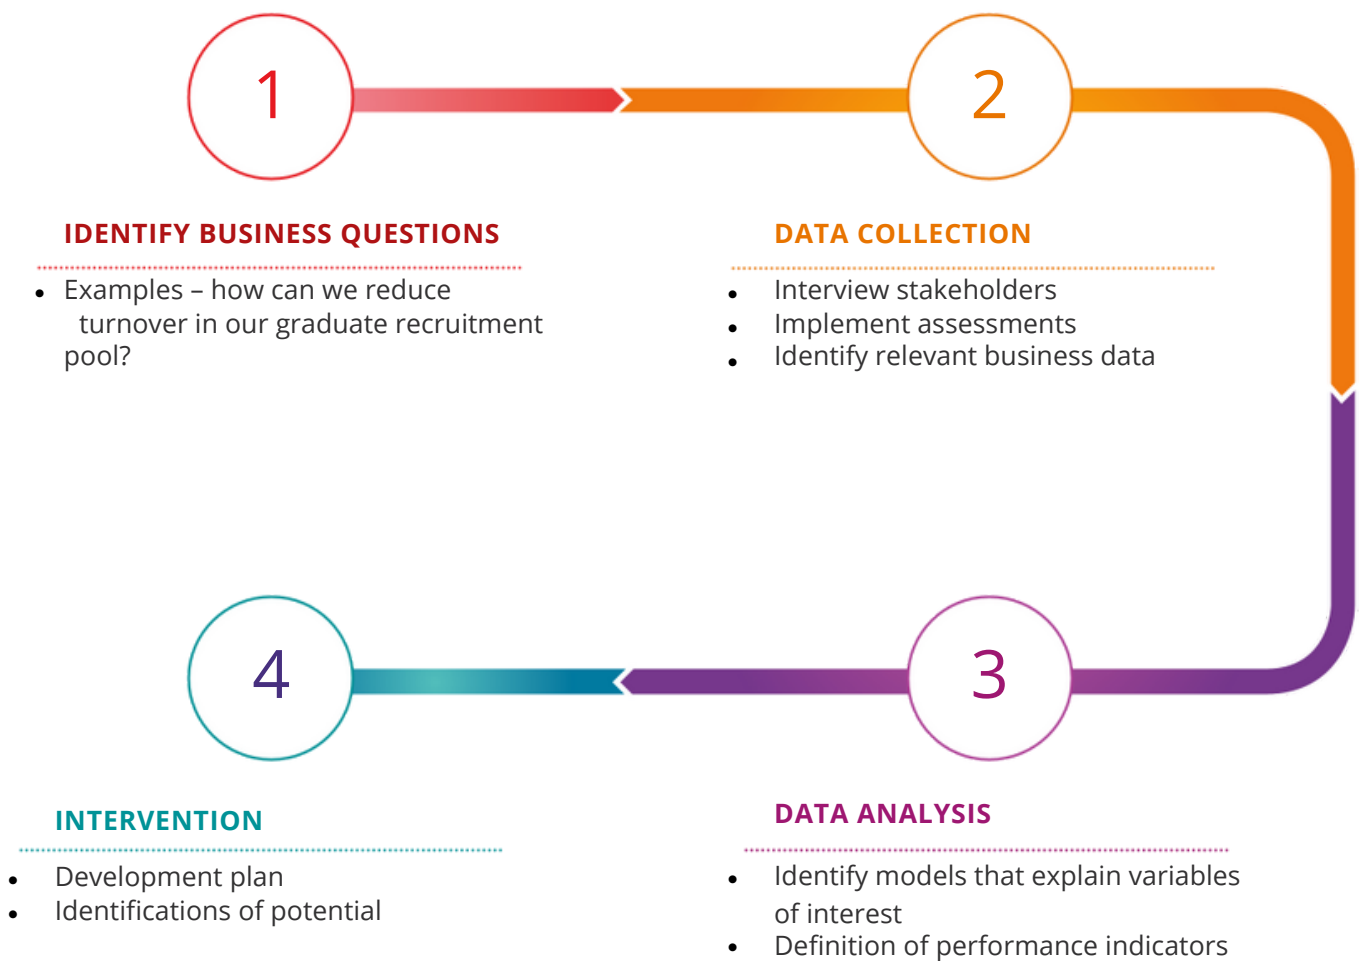 1
2
IDENTIFY BUSINESS QUESTIONS
• Examples – how can we reduce
turnover in our graduate recruitment
pool?
DATA COLLECTION
• Interview stakeholders
• Implement assessments
• Identify relevant business data
3
DATA ANALYSIS
• Identify models that explain variables
of interest
• Definition of performance indicators
4
INTERVENTION
• Development plan
• Identifications of potential